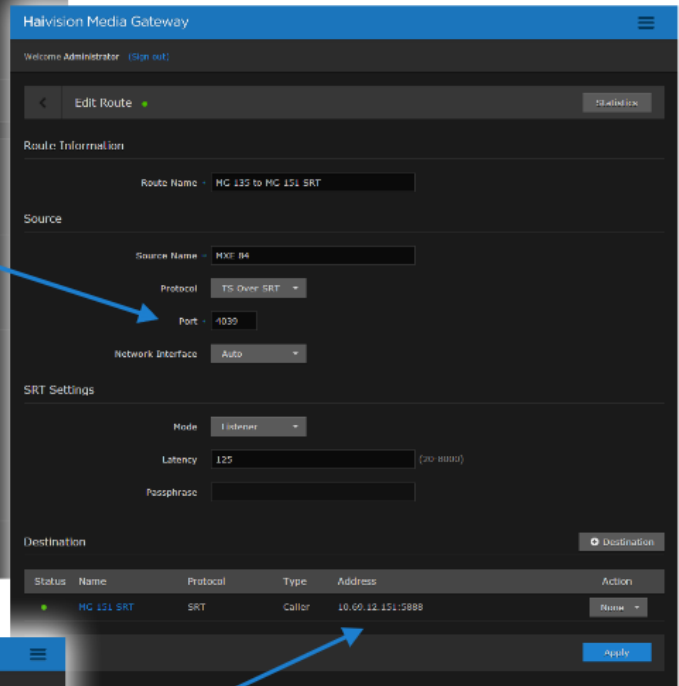 Haivision Media Gateway
Welcome Administrator (Sign out)
Edit Route
Statistics
Route Information
Route Name MG 135 to MG 151 SRT
Source
Source Name MXE 84
Protocol TS Over SRT
Port 4039
Network Interface Auto
SRT Settings
Mode Listener
Latency 125 (20-8000)
Passphrase
Destination
Destination
Status Name Protocol Type Address Action
MG 151 SRT SRT Caller 10.69.12.151:5888 None
Apply